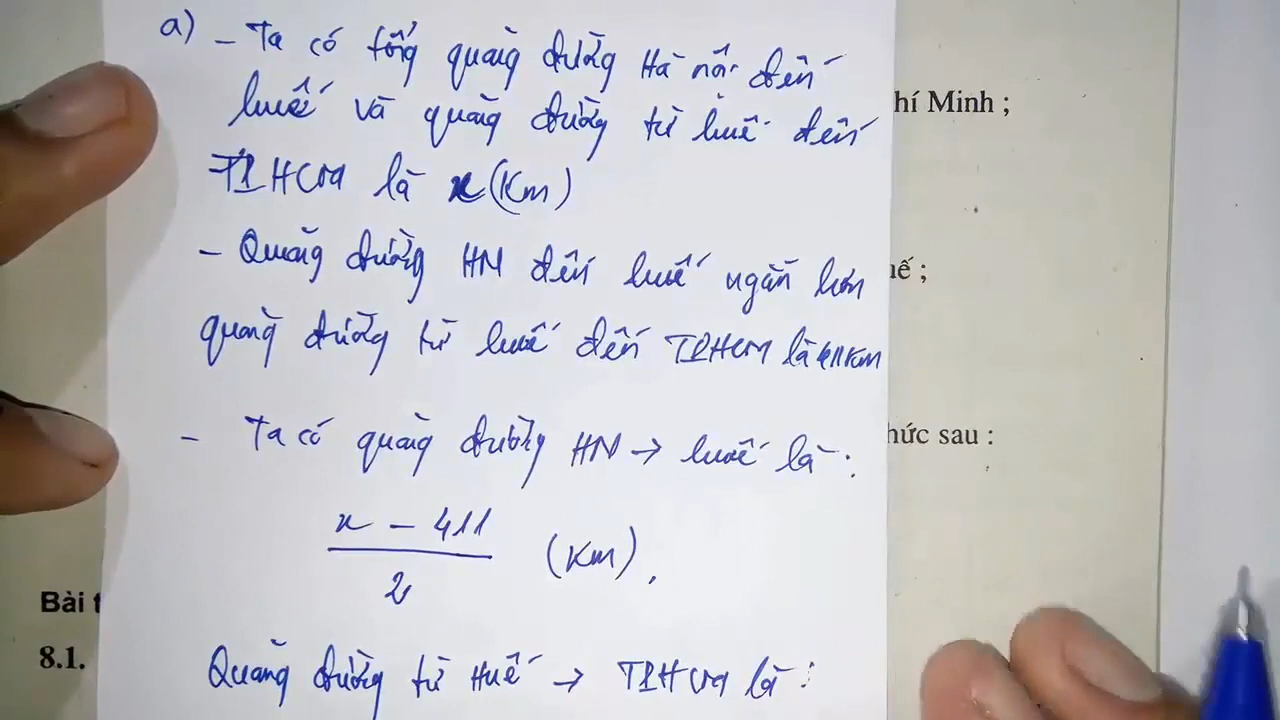 a) - Ta có tổng quãng đường Hà nội đến
huế và quãng đường từ huế đến
TPHCM là x (Km)
- Quãng đường HN đến huế ngắn hơn
quãng đường từ huế đến TPHCM là 411 Km
- Ta có quãng đường HN → huế là:
x - 411
2
(Km).
Quãng đường từ Huế → TPHCM là:
hí Minh ;
ế ;
hức sau :
Bài t
8.1.